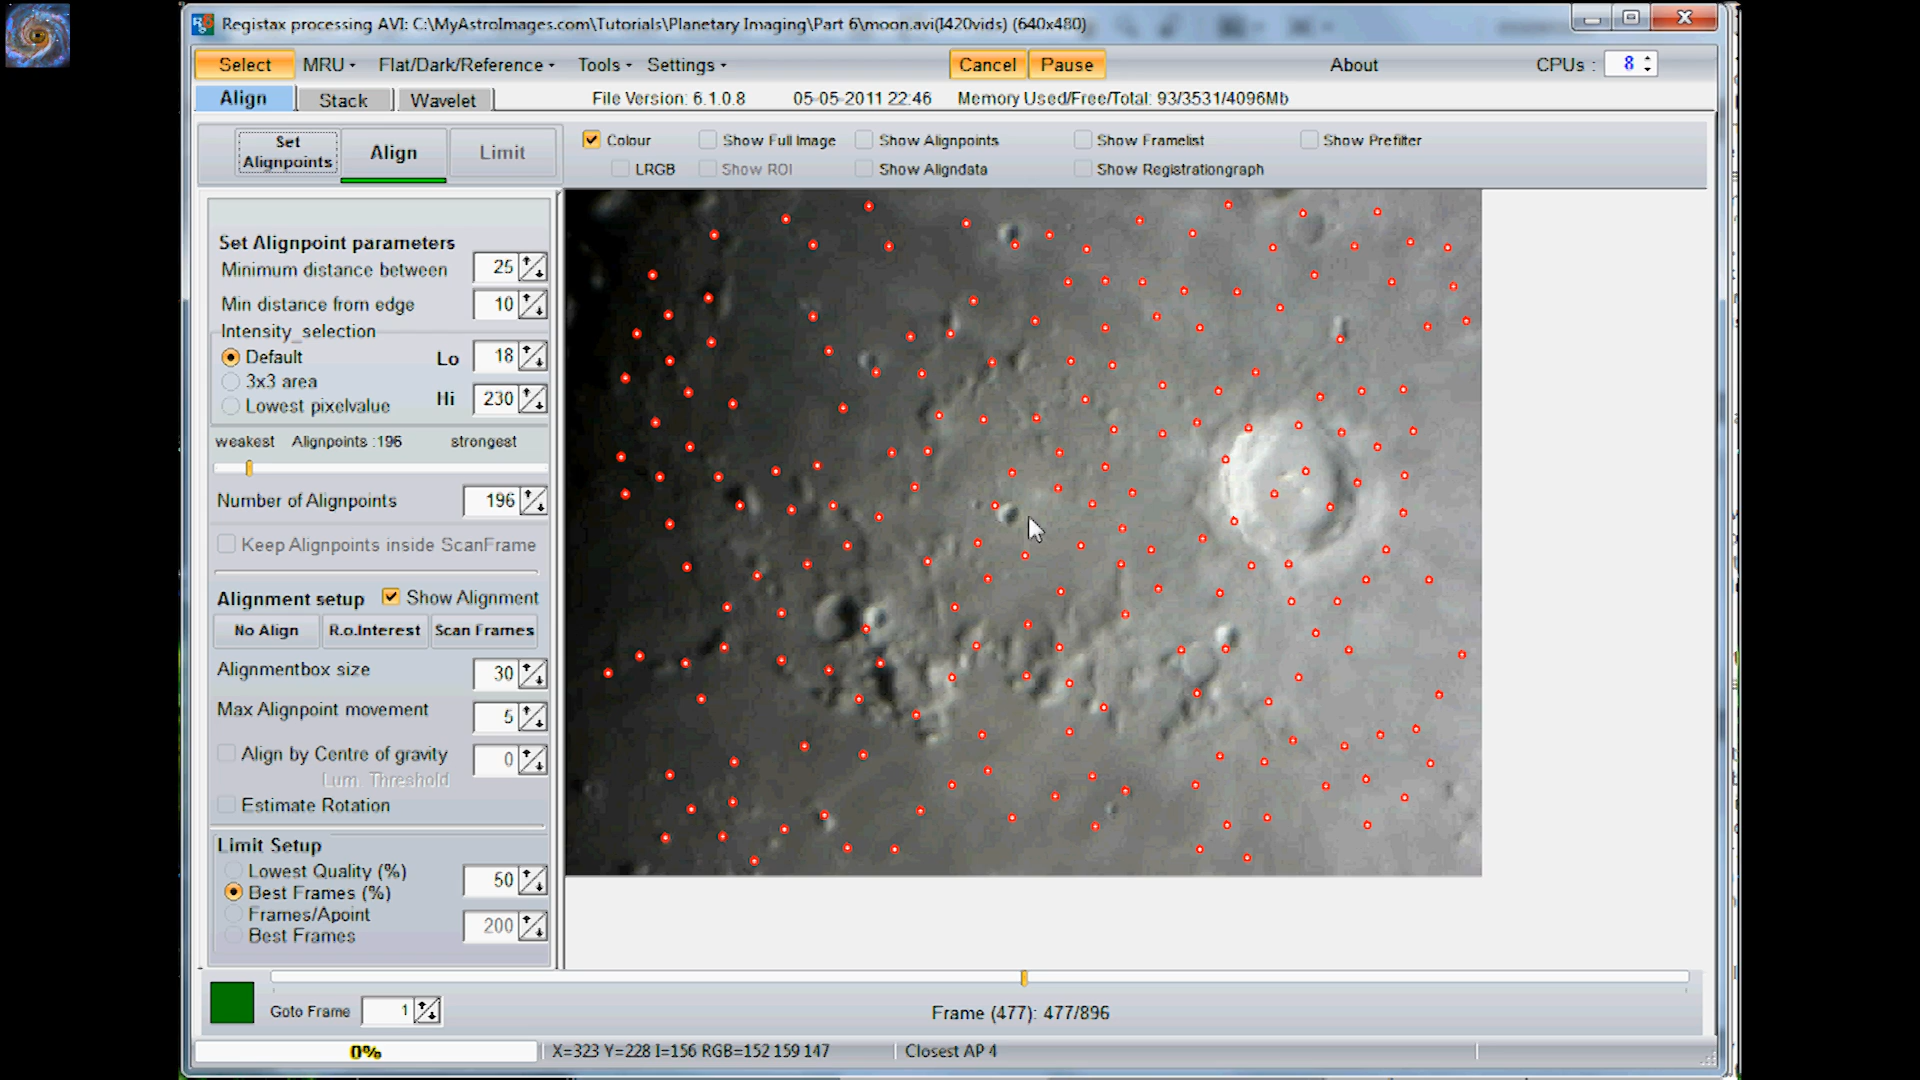 Registax processing AVI: C:\MyAstroImages.com\Tutorials\Planetary Imaging\Part 6\moon.avi(I420vids) (640x480)
Select MRU Flat/Dark/Reference Tools Settings Cancel Pause About CPUs : 8
Align Stack Wavelet File Version: 6.1.0.8 05-05-2011 22:46 Memory Used/Free/Total: 93/3531/4096Mb
Set Alignpoints Align Limit
Colour Show Full Image Show Alignpoints Show Framelist Show Prefilter
LRGB Show ROI Show Aligndata Show Registrationgraph
Set Alignpoint parameters
Minimum distance between 25
Min distance from edge 10
Intensity_selection
Default Lo 18
3x3 area
Lowest pixelvalue Hi 230
weakest Alignpoints :196 strongest
Number of Alignpoints 196
Keep Alignpoints inside ScanFrame
Alignment setup Show Alignment
No Align R.o.Interest Scan Frames
Alignmentbox size 30
Max Alignpoint movement 5
Align by Centre of gravity 0
Lum. Threshold
Estimate Rotation
Limit Setup
Lowest Quality (%)
Best Frames (%) 50
Frames/Apoint
Best Frames 200
Goto Frame 1 Frame (477): 477/896
0% X=323 Y=228 I=156 RGB=152 159 147 Closest AP 4